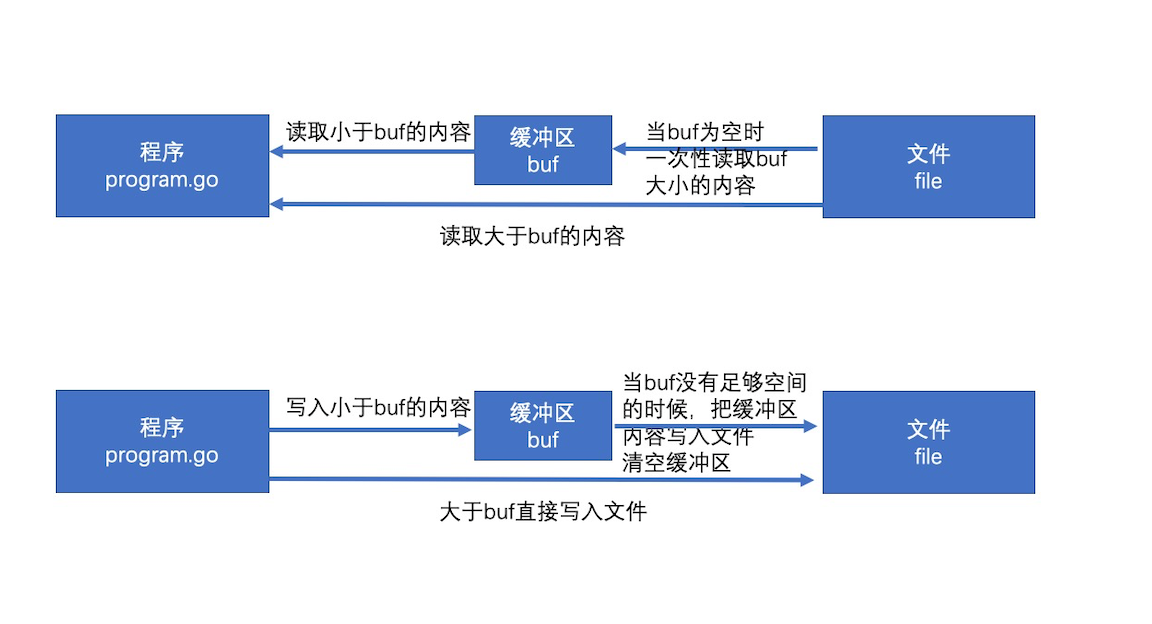 程序
program.go
读取小于buf的内容
缓冲区
buf
当buf为空时
一次性读取buf
大小的内容
文件
file
读取大于buf的内容
程序
program.go
写入小于buf的内容
缓冲区
buf
当buf没有足够空间
的时候，把缓冲区
内容写入文件
清空缓冲区
文件
file
大于buf直接写入文件